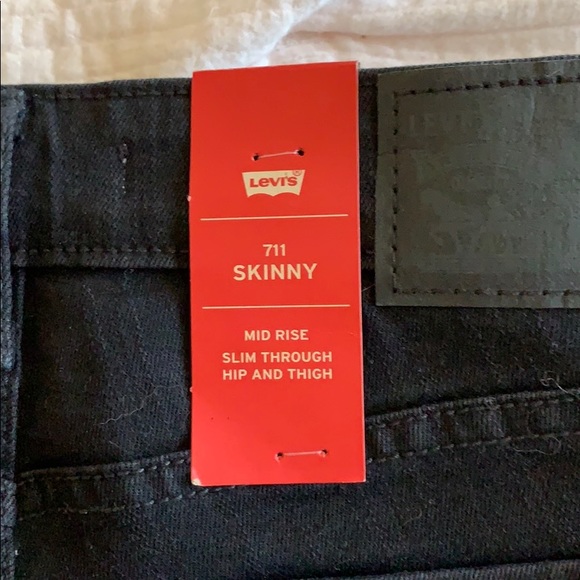 Levi's
711
SKINNY
MID RISE
SLIM THROUGH
HIP AND THIGH